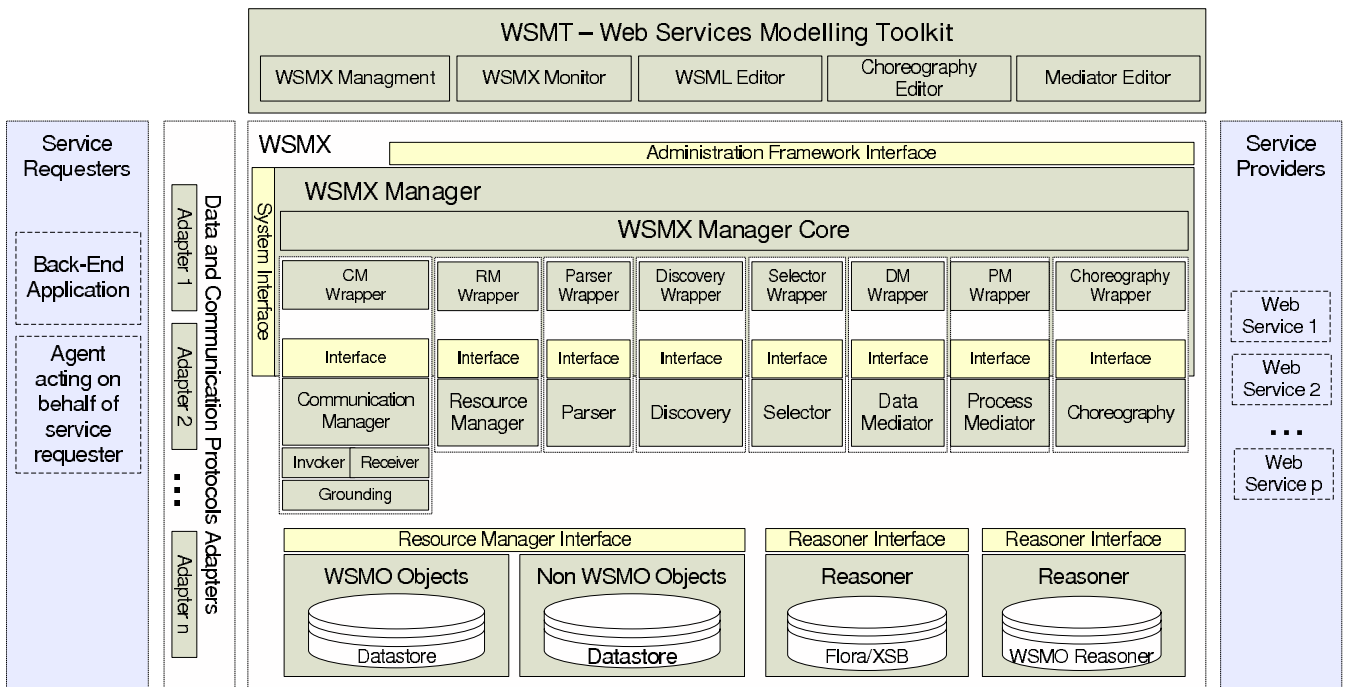 WSMT – Web Services Modelling Toolkit
WSMX Managment
WSMX Monitor
WSML Editor
Choreography
Editor
Mediator Editor
Service
Requesters
Back-End
Application
Agent
acting on
behalf of
service
requester
Data and Communication Protocols Adapters
Adapter 1
Adapter 2
...
Adapter n
WSMX
Administration Framework Interface
System Interface
WSMX Manager
WSMX Manager Core
CM
Wrapper
RM
Wrapper
Parser
Wrapper
Discovery
Wrapper
Selector
Wrapper
DM
Wrapper
PM
Wrapper
Choreography
Wrapper
Interface
Interface
Interface
Interface
Interface
Interface
Interface
Interface
Communication
Manager
Resource
Manager
Parser
Discovery
Selector
Data
Mediator
Process
Mediator
Choreography
Invoker
Receiver
Grounding
Resource Manager Interface
WSMO Objects
Datastore
Non WSMO Objects
Datastore
Reasoner Interface
Reasoner
Flora/XSB
Reasoner Interface
Reasoner
WSMO Reasoner
Service
Providers
Web
Service 1
Web
Service 2
...
Web
Service p